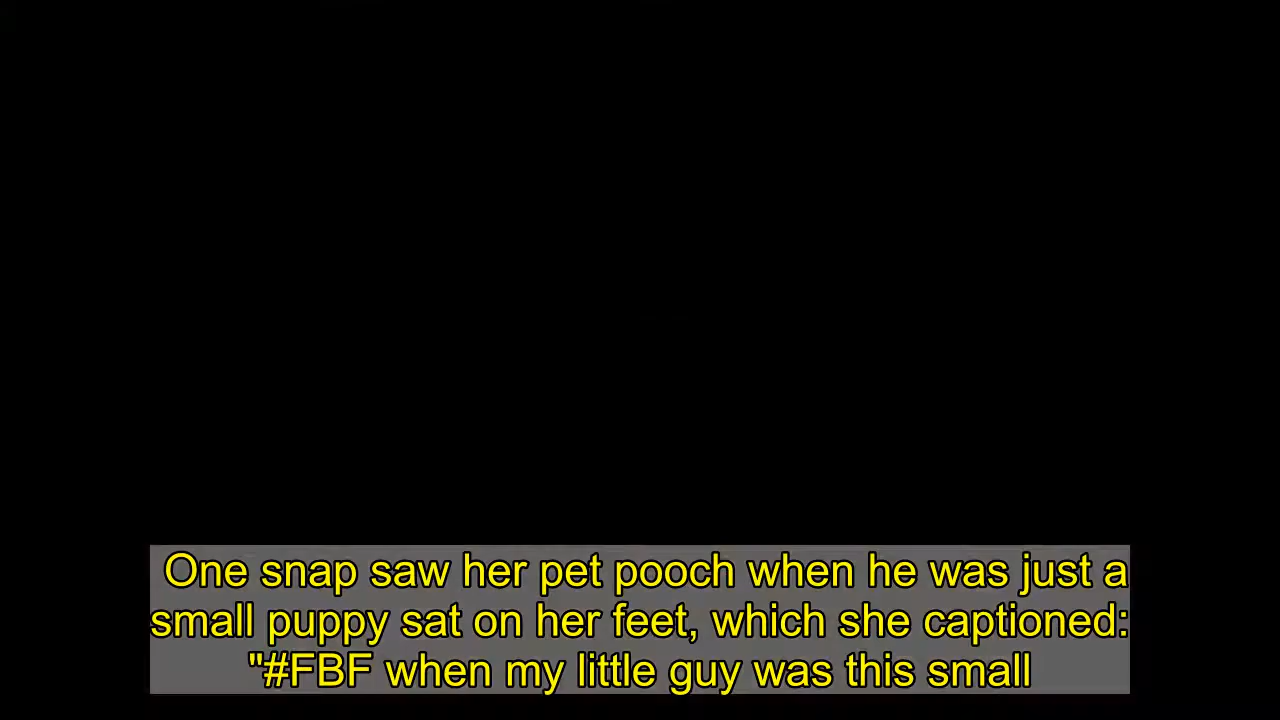 One snap saw her pet pooch when he was just a
small puppy sat on her feet, which she captioned:
"#FBF when my little guy was this small